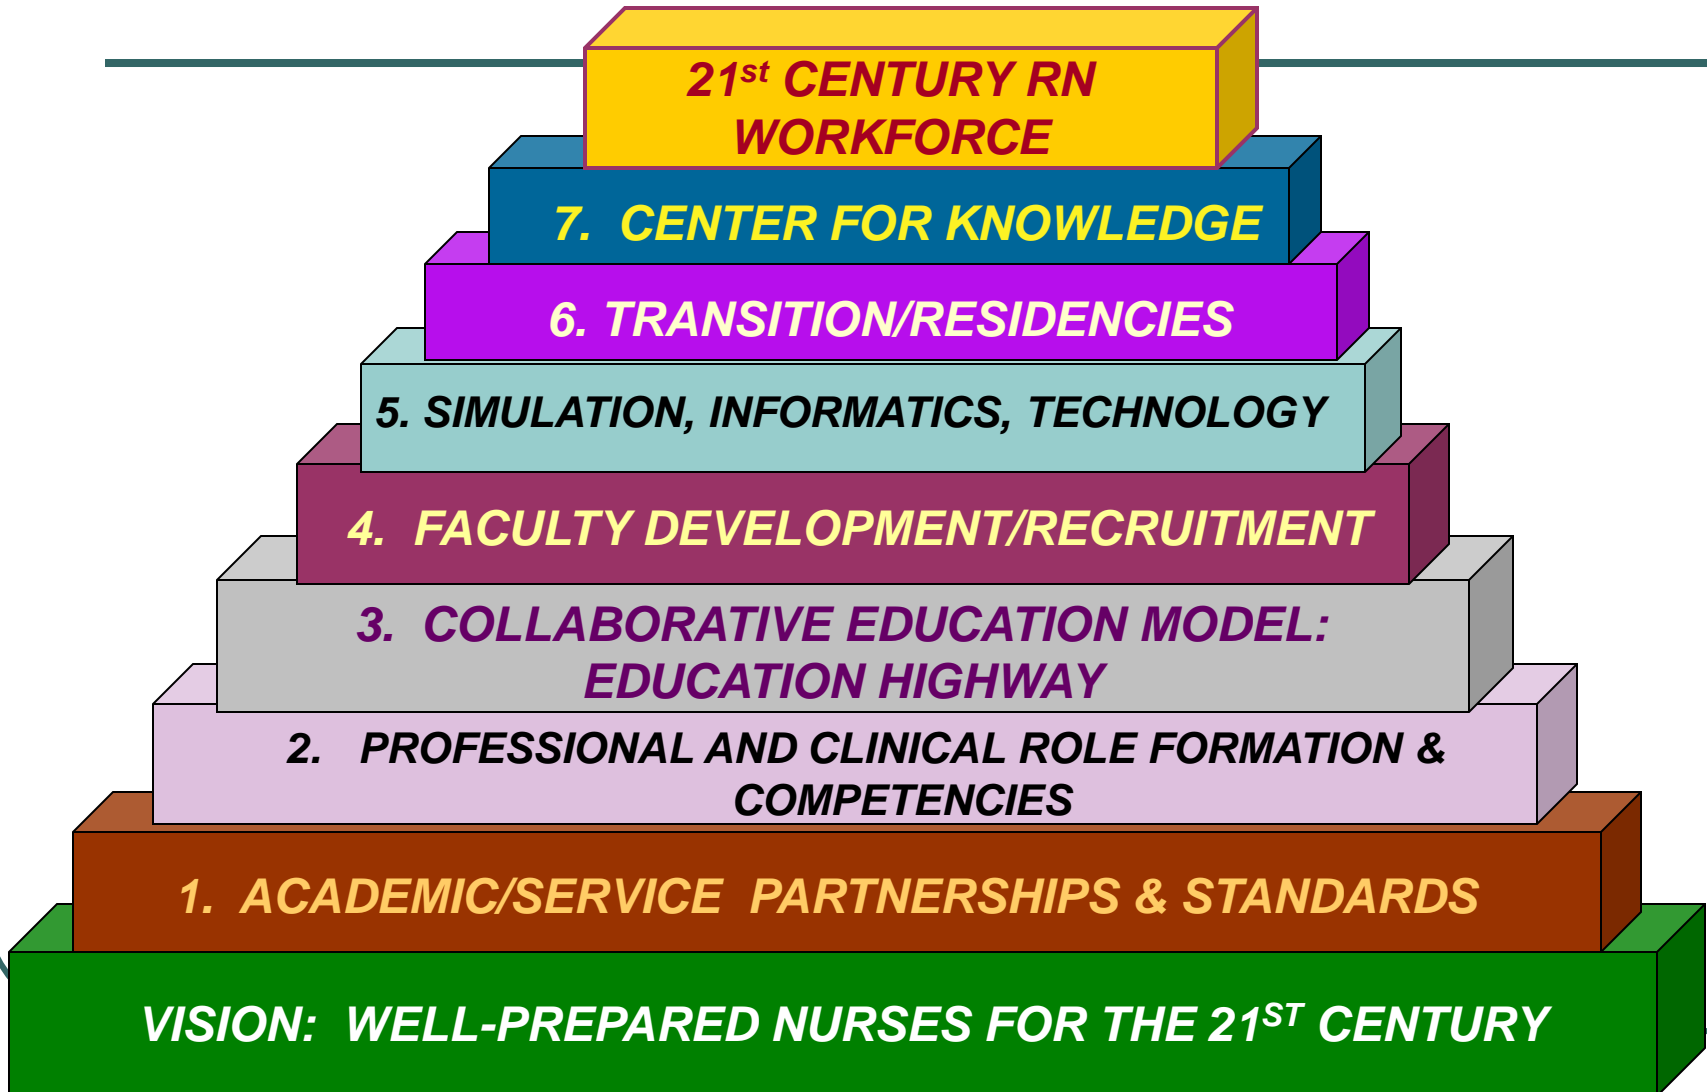 21st CENTURY RN
WORKFORCE
7. CENTER FOR KNOWLEDGE
6. TRANSITION/RESIDENCIES
5. SIMULATION, INFORMATICS, TECHNOLOGY
4. FACULTY DEVELOPMENT/RECRUITMENT
3. COLLABORATIVE EDUCATION MODEL:
EDUCATION HIGHWAY
2. PROFESSIONAL AND CLINICAL ROLE FORMATION &
COMPETENCIES
1. ACADEMIC/SERVICE PARTNERSHIPS & STANDARDS
VISION: WELL-PREPARED NURSES FOR THE 21ST CENTURY